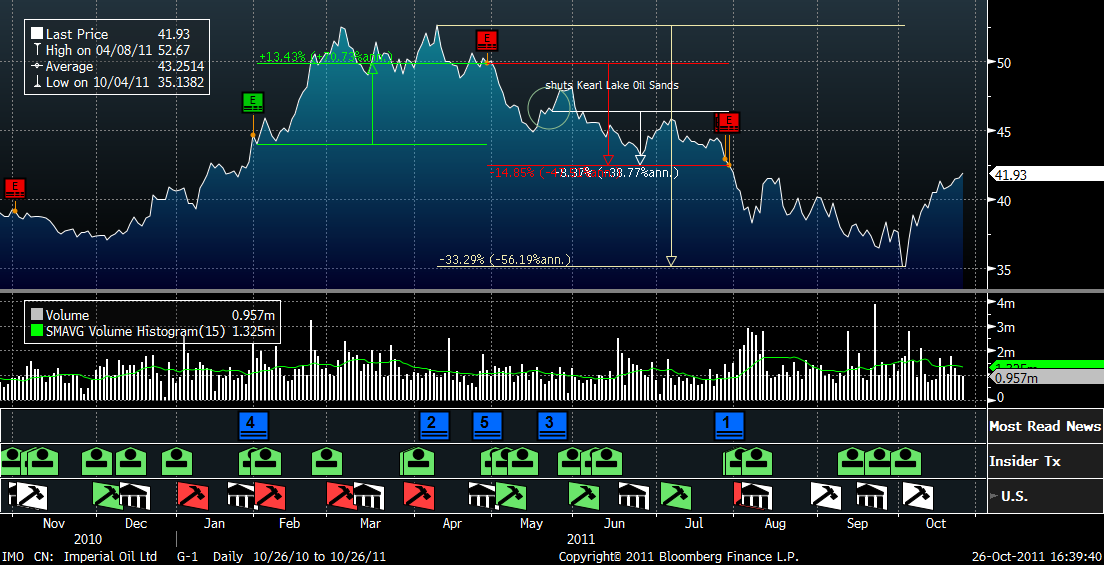 Last Price 41.93
High on 04/08/11 52.67
Average 43.2514
Low on 10/04/11 35.1382
E
E
E
E
+13.43%
shuts Kearl Lake Oil Sands
-14.85%
-9.37% (-38.77%ann.)
-33.29% (-56.19%ann.)
50
45
41.93
40
35
Volume 0.957m
SMAVG Volume Histogram(15) 1.325m
4m
3m
2m
0.957m
0
4 2 5 3 1
Most Read News
Insider Tx
U.S.
Nov Dec Jan Feb Mar Apr May Jun Jul Aug Sep Oct
2010 2011
IMO CN: Imperial Oil Ltd G-1 Daily 10/26/10 to 10/26/11 Copyright© 2011 Bloomberg Finance L.P. 26-Oct-2011 16:39:40